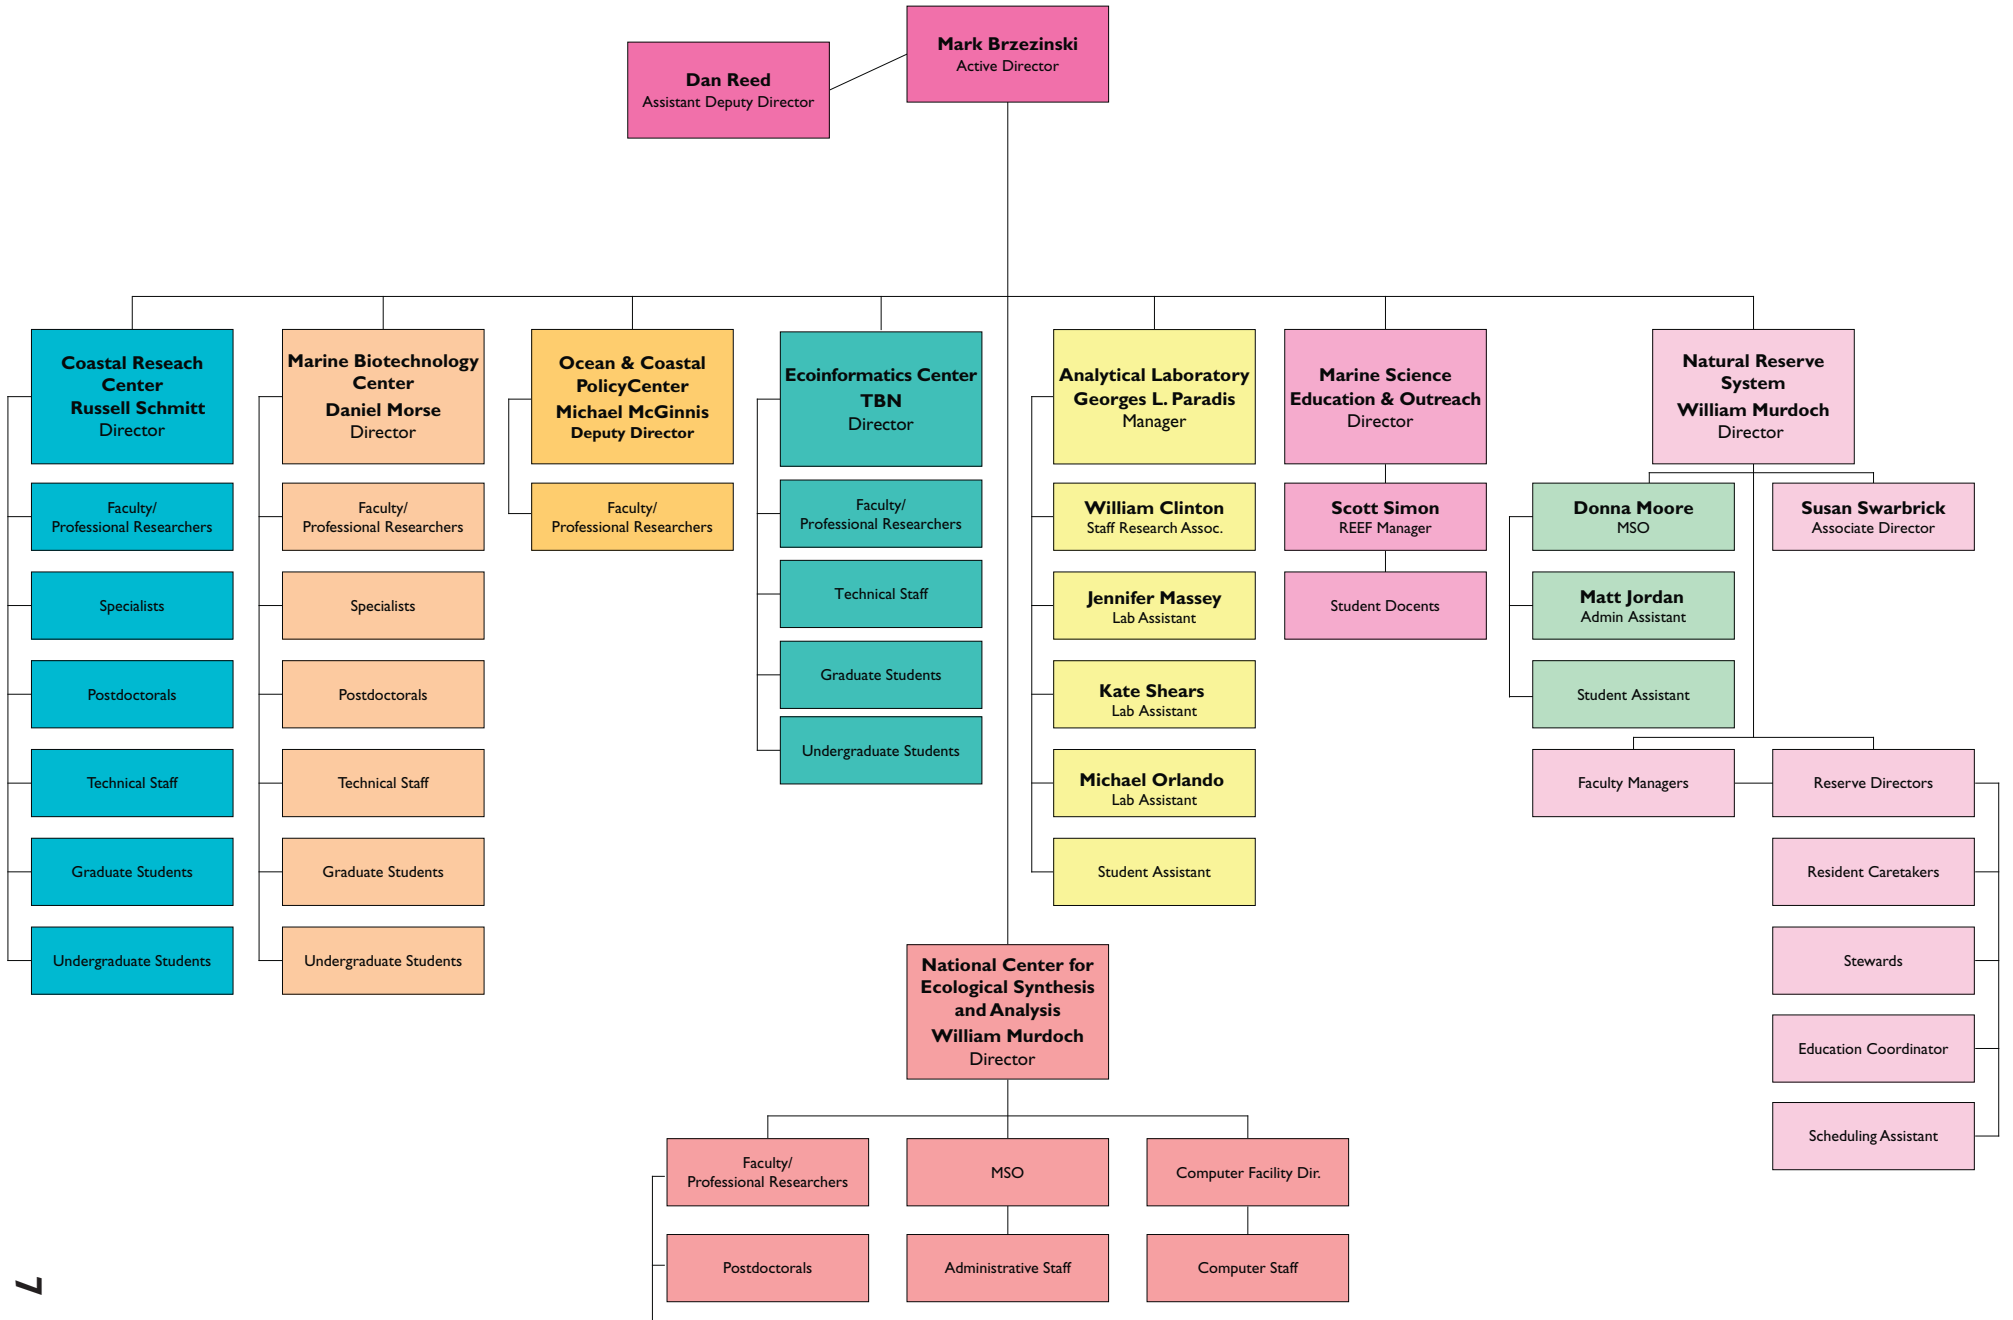 Mark Brzezinski
Active Director
Dan Reed
Assistant Deputy Director
Coastal Reseach
Center
Russell Schmitt
Director
Faculty/
Professional Researchers
Specialists
Postdoctorals
Technical Staff
Graduate Students
Undergraduate Students
Marine Biotechnology
Center
Daniel Morse
Director
Faculty/
Professional Researchers
Specialists
Postdoctorals
Technical Staff
Graduate Students
Undergraduate Students
Ocean & Coastal
PolicyCenter
Michael McGinnis
Deputy Director
Faculty/
Professional Researchers
Ecoinformatics Center
TBN
Director
Faculty/
Professional Researchers
Technical Staff
Graduate Students
Undergraduate Students
Analytical Laboratory
Georges L. Paradis
Manager
William Clinton
Staff Research Assoc.
Jennifer Massey
Lab Assistant
Kate Shears
Lab Assistant
Michael Orlando
Lab Assistant
Student Assistant
Marine Science
Education & Outreach
Director
Scott Simon
REEF Manager
Student Docents
Natural Reserve
System
William Murdoch
Director
Donna Moore
MSO
Matt Jordan
Admin Assistant
Student Assistant
Susan Swarbrick
Associate Director
Faculty Managers
Reserve Directors
Resident Caretakers
Stewards
Education Coordinator
Scheduling Assistant
National Center for
Ecological Synthesis
and Analysis
William Murdoch
Director
Faculty/
Professional Researchers
Postdoctorals
MSO
Administrative Staff
Computer Facility Dir.
Computer Staff
7